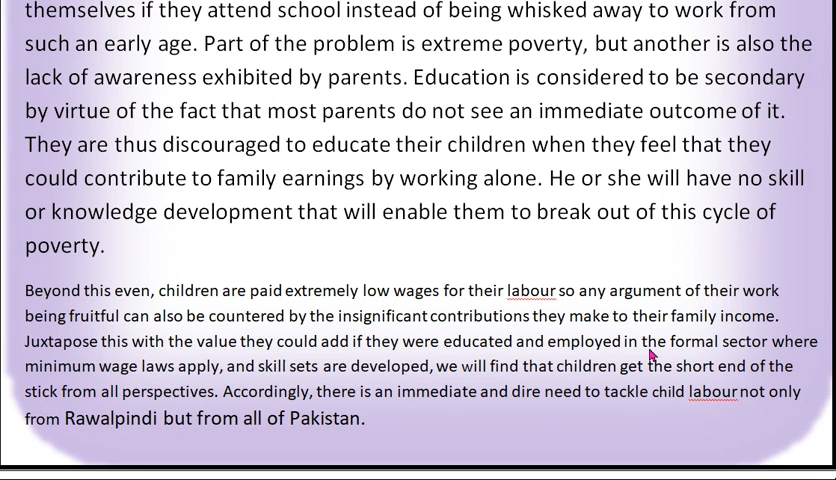 themselves if they attend school instead of being whisked away to work from
such an early age. Part of the problem is extreme poverty, but another is also the
lack of awareness exhibited by parents. Education is considered to be secondary
by virtue of the fact that most parents do not see an immediate outcome of it.
They are thus discouraged to educate their children when they feel that they
could contribute to family earnings by working alone. He or she will have no skill
or knowledge development that will enable them to break out of this cycle of
poverty.
Beyond this even, children are paid extremely low wages for their labour so any argument of their work
being fruitful can also be countered by the insignificant contributions they make to their family income.
Juxtapose this with the value they could add if they were educated and employed in the formal sector where
minimum wage laws apply, and skill sets are developed, we will find that children get the short end of the
stick from all perspectives. Accordingly, there is an immediate and dire need to tackle child labour not only
from Rawalpindi but from all of Pakistan.